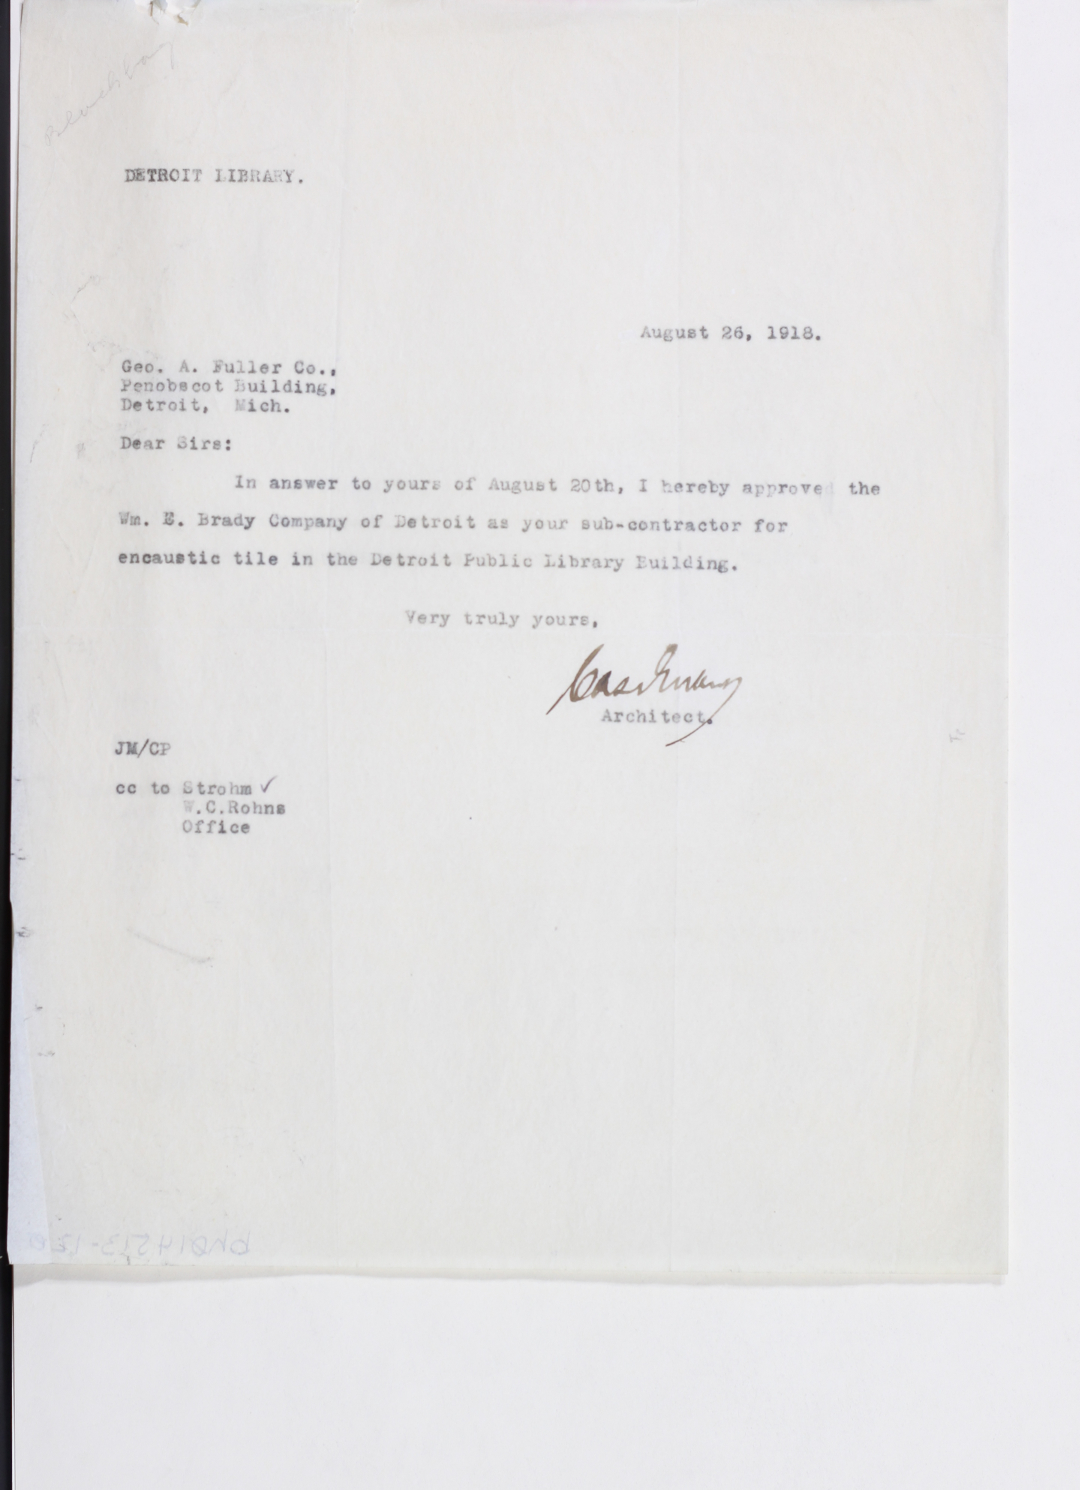 DETROIT LIBRARY.
August 26, 1918.
Geo. A. Fuller Co.,
Penobscot Building,
Detroit, Mich.
Dear Sirs:
In answer to yours of August 20th, I hereby approve the
Wm. E. Brady Company of Detroit as your sub-contractor for
encaustic tile in the Detroit Public Library Building.
Very truly yours,
Cass Gilbert
Architect.
JM/CP
cc to Strohm ✓
W.C.Rohns
Office